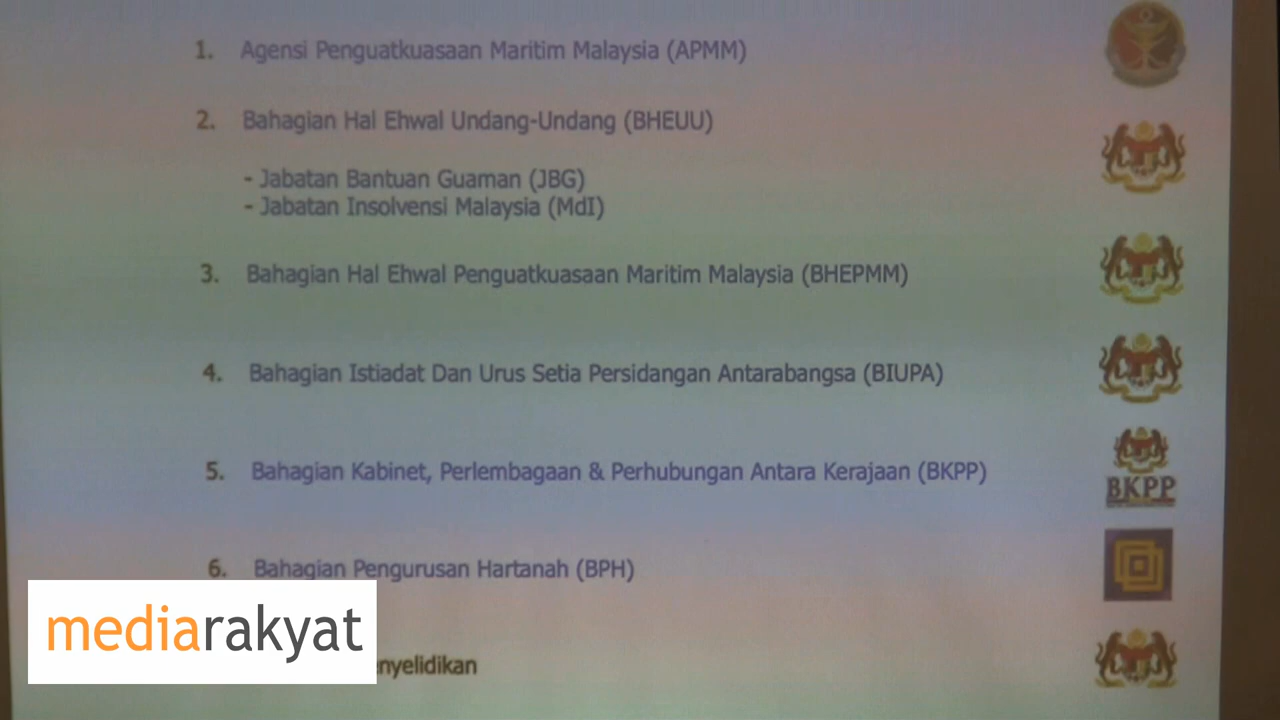 1. Agensi Penguatkuasaan Maritim Malaysia (APMM)
2. Bahagian Hal Ehwal Undang-Undang (BHEUU)
- Jabatan Bantuan Guaman (JBG)
- Jabatan Insolvensi Malaysia (MdI)
3. Bahagian Hal Ehwal Penguatkuasaan Maritim Malaysia (BHEPMM)
4. Bahagian Istiadat Dan Urus Setia Persidangan Antarabangsa (BIUPA)
5. Bahagian Kabinet, Perlembagaan & Perhubungan Antara Kerajaan (BKPP)
BKPP
6. Bahagian Pengurusan Hartanah (BPH)
mediarakyat